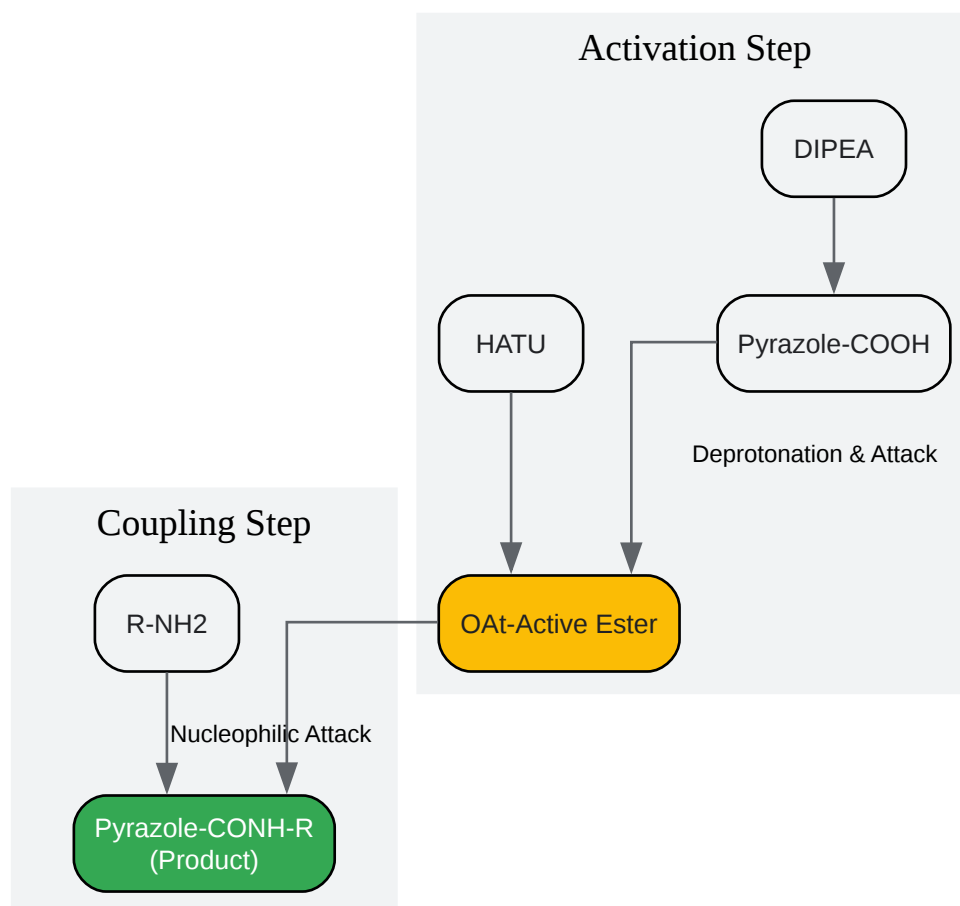 Activation Step
DIPEA
HATU
Pyrazole-COOH
Deprotonation & Attack
Coupling Step
R-NH2
OAt-Active Ester
Nucleophilic Attack
Pyrazole-CONH-R
(Product)